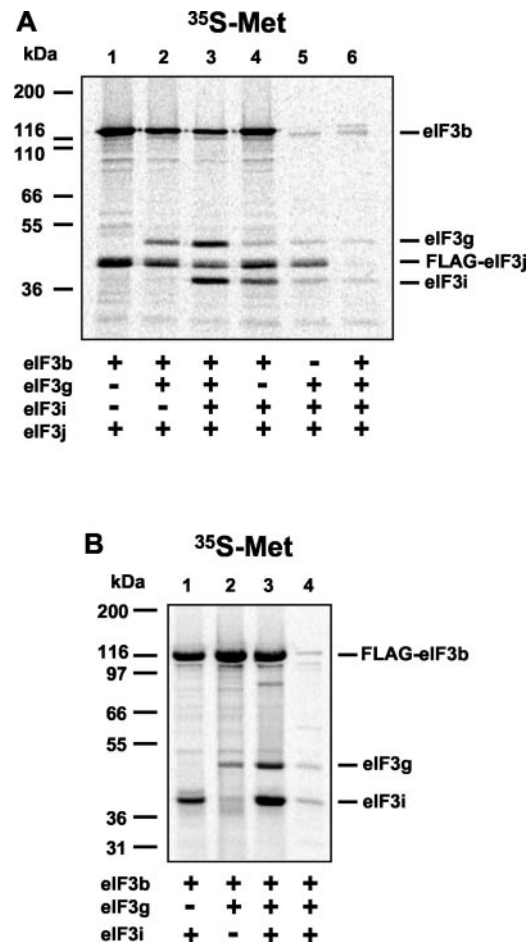 A
35S-Met
kDa 1 2 3 4 5 6
200
116 eIF3b
110
66
55
eIF3g
FLAG-eIF3j
36 eIF3i
eIF3b + + + + - +
eIF3g - + + - + +
eIF3i - - + + + +
eIF3j + + + + + +
B
35S-Met
kDa 1 2 3 4
200
116 FLAG-eIF3b
97
66
55
eIF3g
eIF3i
36
31
eIF3b + + + +
eIF3g - + + +
eIF3i + - + +